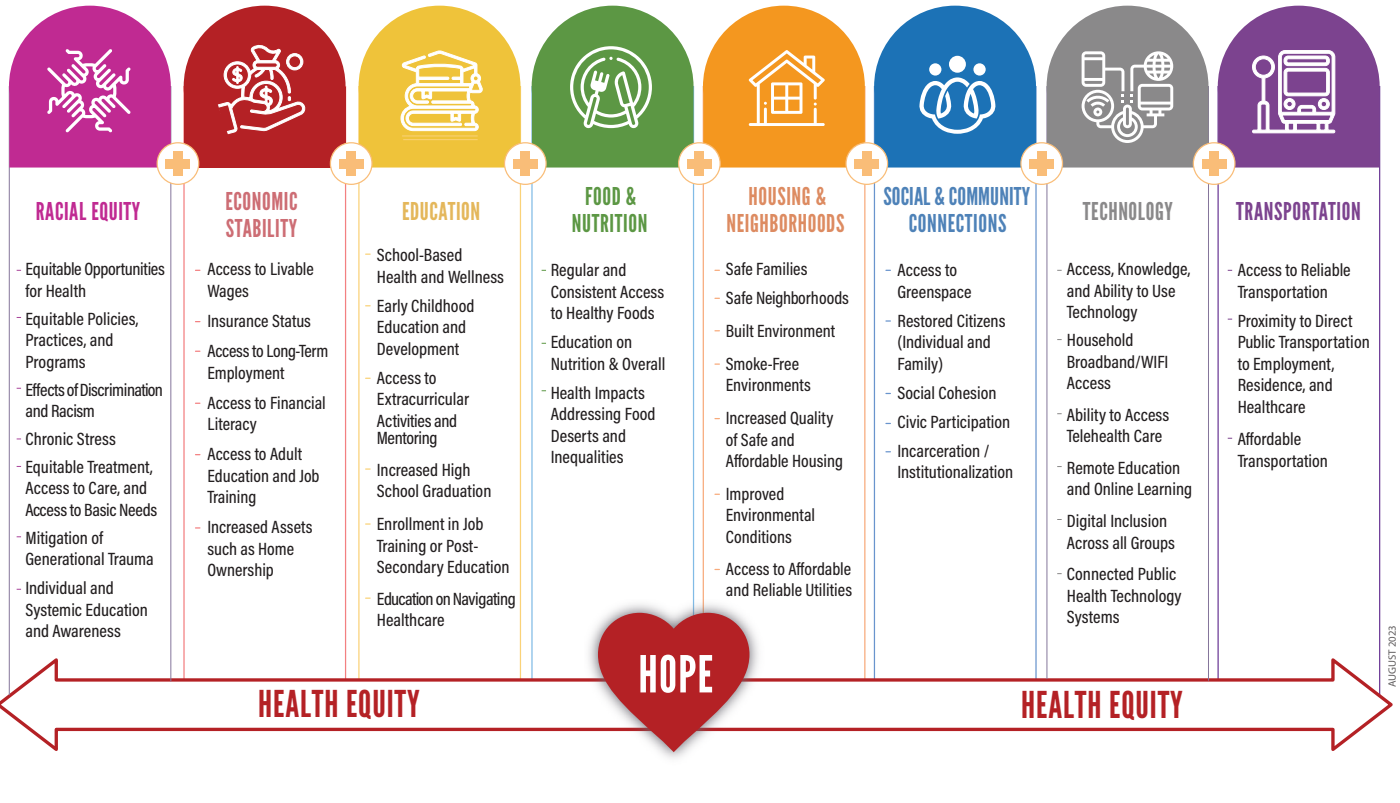 RACIAL EQUITY
- Equitable Opportunities
for Health
- Equitable Policies,
Practices, and
Programs
- Effects of Discrimination
and Racism
- Chronic Stress
- Equitable Treatment,
Access to Care, and
Access to Basic Needs
- Mitigation of
Generational Trauma
- Individual and
Systemic Education
and Awareness
ECONOMIC
STABILITY
- Access to Livable
Wages
- Insurance Status
- Access to Long-Term
Employment
- Access to Financial
Literacy
- Access to Adult
Education and Job
Training
- Increased Assets
such as Home
Ownership
EDUCATION
- School-Based
Health and Wellness
- Early Childhood
Education and
Development
- Access to
Extracurricular
Activities and
Mentoring
- Increased High
School Graduation
- Enrollment in Job
Training or Post-
Secondary Education
- Education on Navigating
Healthcare
FOOD &
NUTRITION
- Regular and
Consistent Access
to Healthy Foods
- Education on
Nutrition & Overall
- Health Impacts
Addressing Food
Deserts and
Inequalities
HOUSING &
NEIGHBORHOODS
- Safe Families
- Safe Neighborhoods
- Built Environment
- Smoke-Free
Environments
- Increased Quality
of Safe and
Affordable Housing
- Improved
Environmental
Conditions
- Access to Affordable
and Reliable Utilities
SOCIAL & COMMUNITY
CONNECTIONS
- Access to
Greenspace
- Restored Citizens
(Individual and
Family)
- Social Cohesion
- Civic Participation
- Incarceration /
Institutionalization
TECHNOLOGY
- Access, Knowledge,
and Ability to Use
Technology
- Household
Broadband/WIFI
Access
- Ability to Access
Telehealth Care
- Remote Education
and Online Learning
- Digital Inclusion
Across all Groups
- Connected Public
Health Technology
Systems
TRANSPORTATION
- Access to Reliable
Transportation
- Proximity to Direct
Public Transportation
to Employment,
Residence, and
Healthcare
- Affordable
Transportation
HEALTH EQUITY
HOPE
HEALTH EQUITY
AUGUST 2023